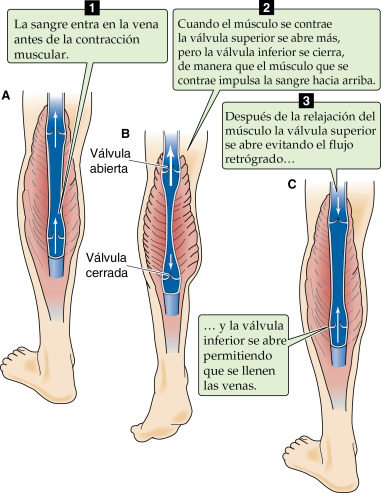 1
La sangre entra en la vena
antes de la contracción
muscular.
2
Cuando el músculo se contrae
la válvula superior se abre más,
pero la válvula inferior se cierra,
de manera que el músculo que se
contrae impulsa la sangre hacia arriba.
3
Después de la relajación del
músculo la válvula superior
se abre evitando el flujo
retrógrado…
A
B
Válvula
abierta
C
Válvula
cerrada
… y la válvula
inferior se abre
permitiendo
que se llenen
las venas.